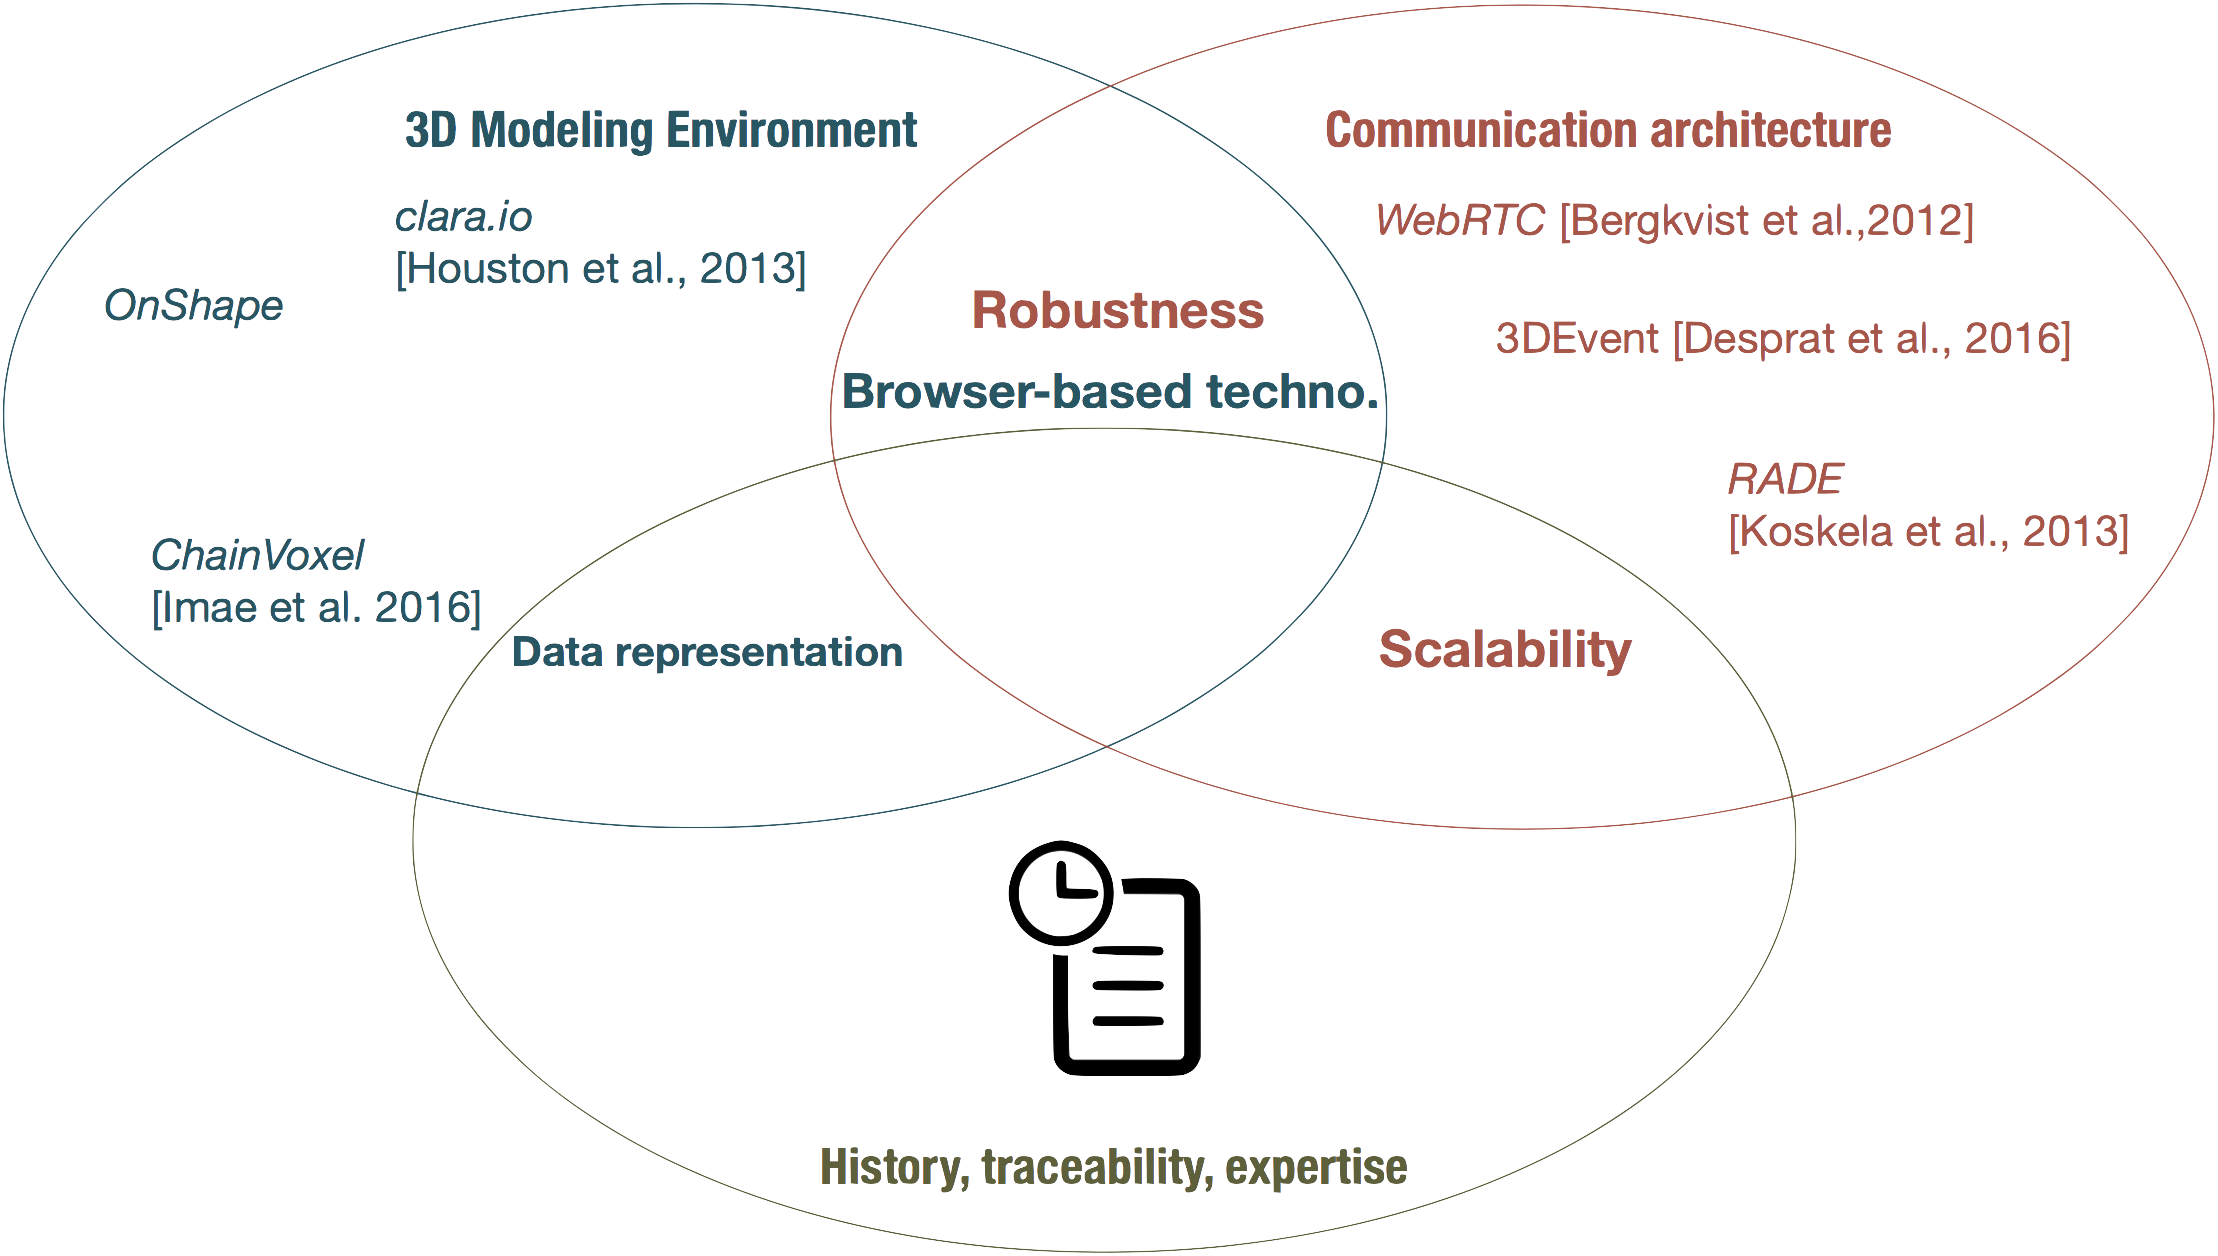 3D Modeling Environment
clara.io
[Houston et al., 2013]
OnShape
ChainVoxel
[Imae et al. 2016]
Communication architecture
WebRTC [Bergkvist et al.,2012]
3DEvent [Desprat et al., 2016]
RADE
[Koskela et al., 2013]
Robustness
Browser-based techno.
Data representation
Scalability
History, traceability, expertise